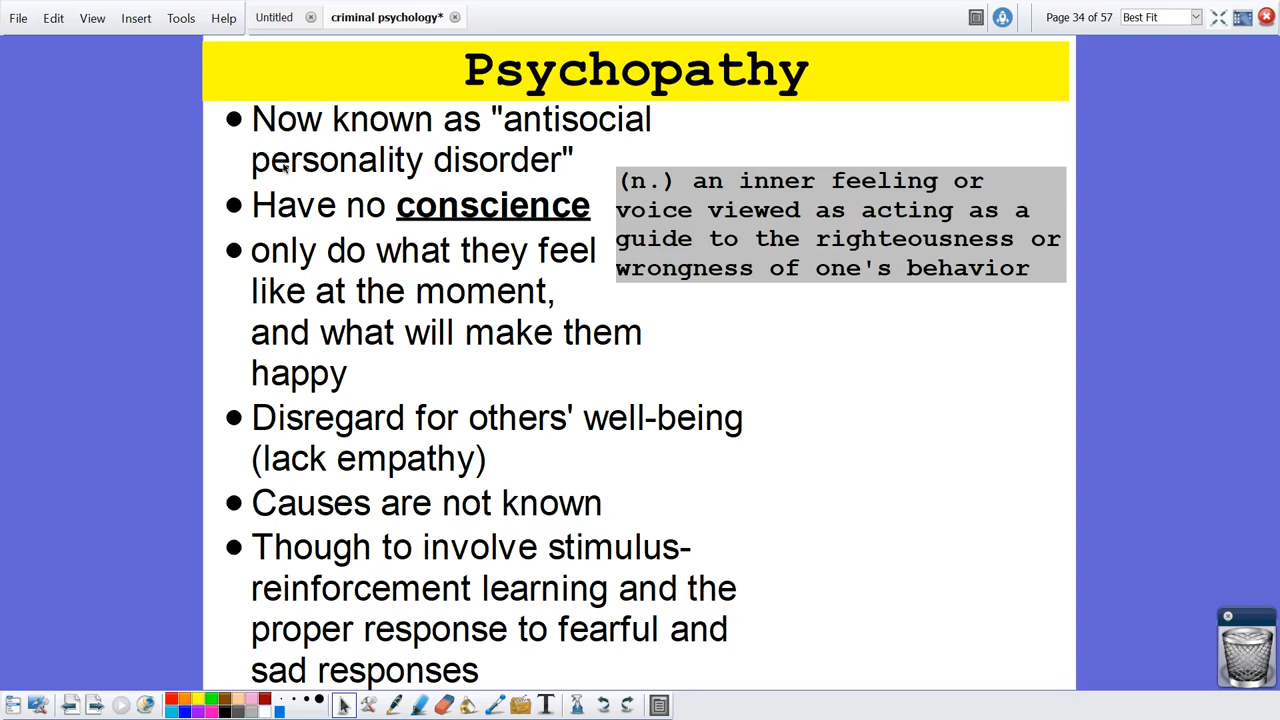 File Edit View Insert Tools Help Untitled criminal psychology* Page 34 of 57 Best Fit
Psychopathy
• Now known as "antisocial
personality disorder"
• Have no conscience
(n.) an inner feeling or
voice viewed as acting as a
guide to the righteousness or
wrongness of one's behavior
• only do what they feel
like at the moment,
and what will make them
happy
• Disregard for others' well-being
(lack empathy)
• Causes are not known
• Though to involve stimulus-
reinforcement learning and the
proper response to fearful and
sad responses